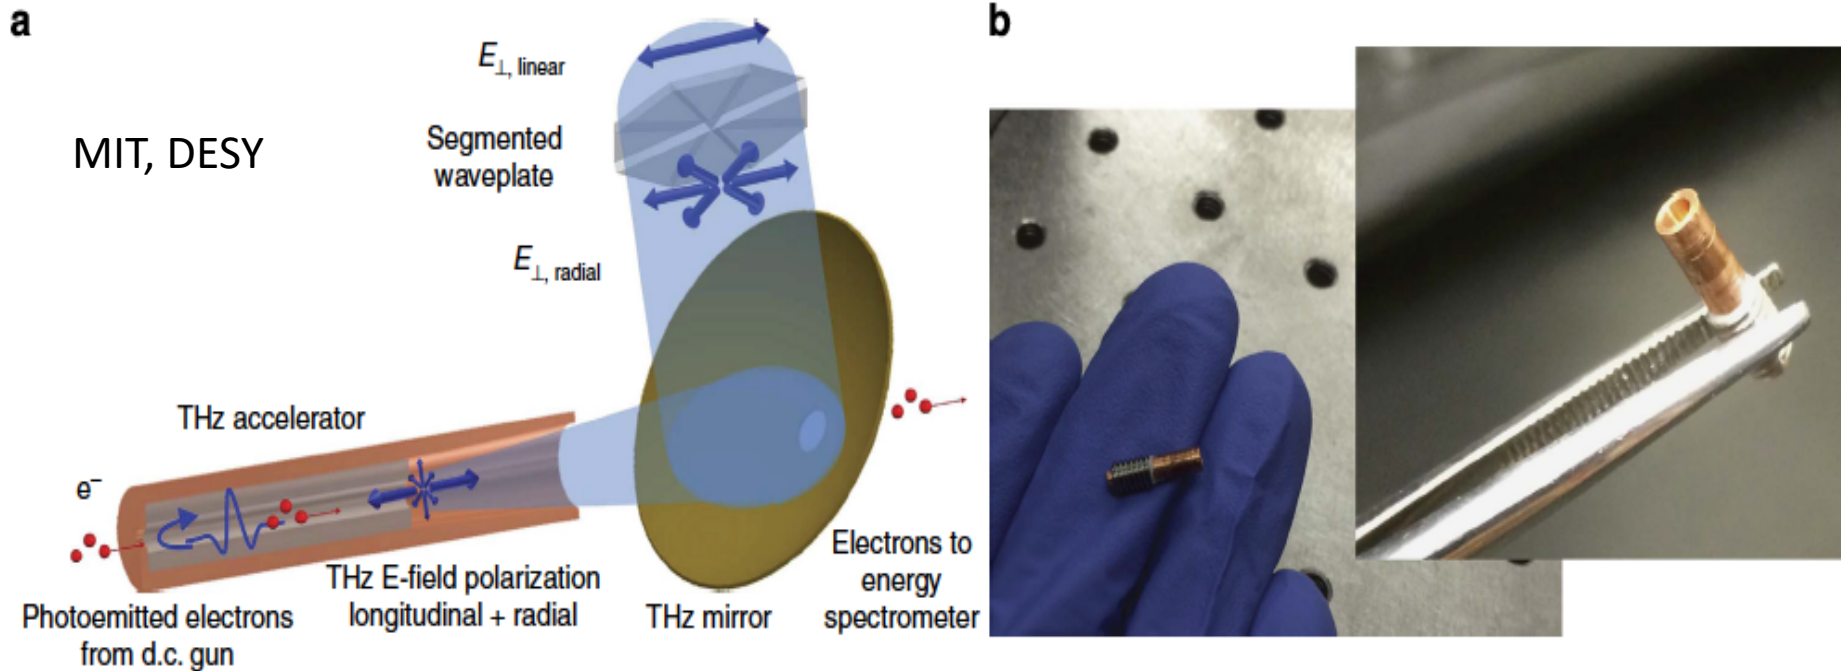 a
E⊥, linear
MIT, DESY
Segmented
waveplate
E⊥, radial
THz accelerator
e⁻
Photoemitted electrons
from d.c. gun
THz E-field polarization
longitudinal + radial
THz mirror
Electrons to
energy
spectrometer
b